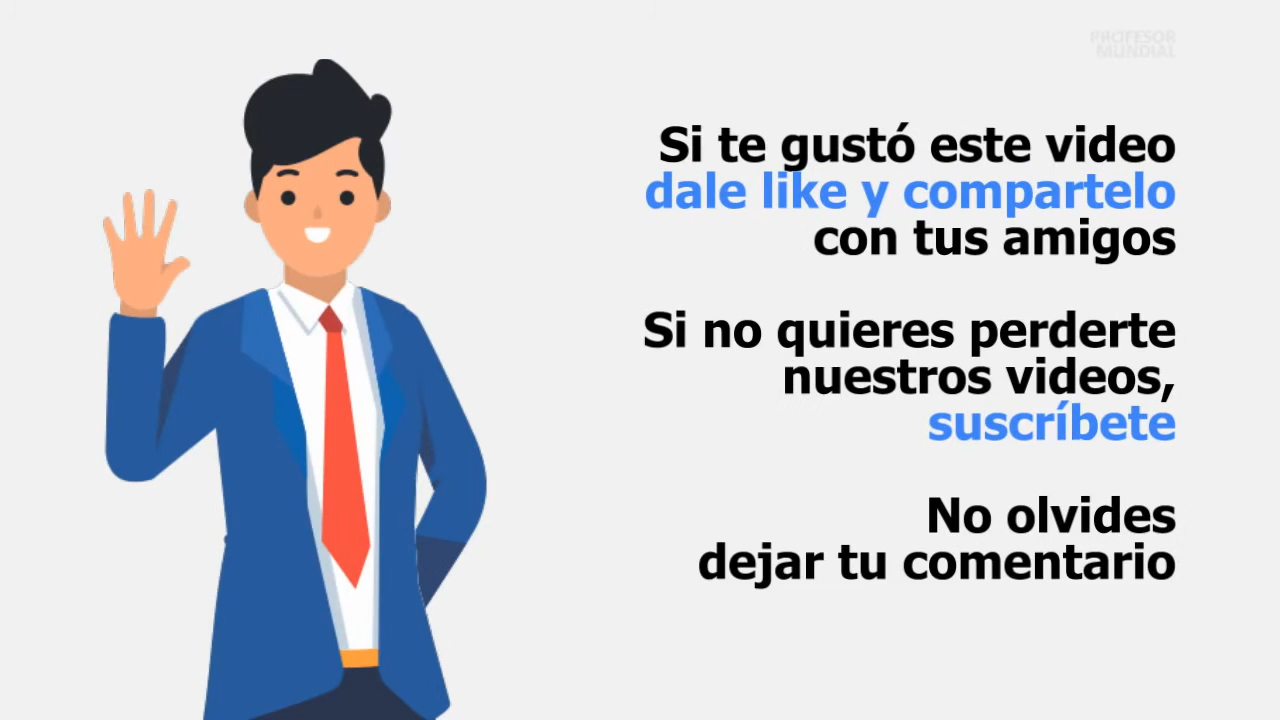 PROFESOR
MUNDIAL
Si te gustó este video
dale like y compartelo
con tus amigos
Si no quieres perderte
nuestros videos,
suscríbete
No olvides
dejar tu comentario